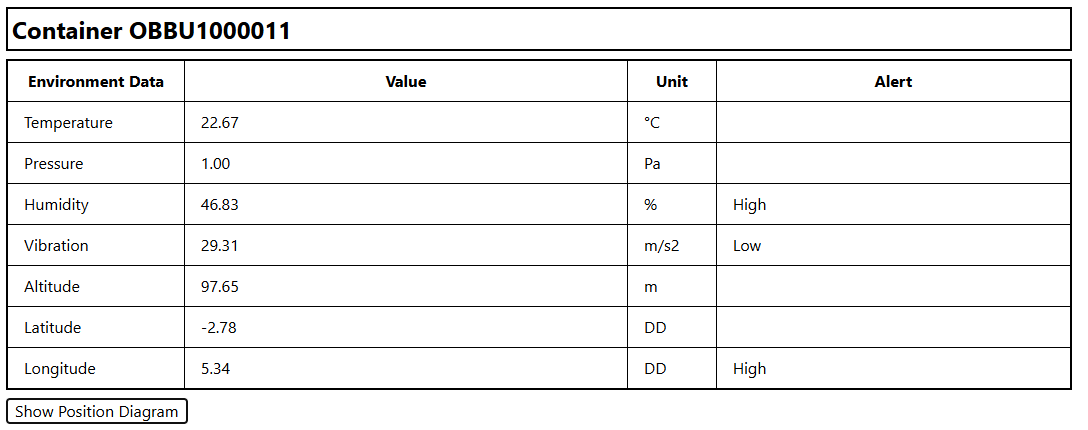 Container OBBU1000011
Environment Data Value Unit Alert
Temperature 22.67 °C
Pressure 1.00 Pa
Humidity 46.83 % High
Vibration 29.31 m/s2 Low
Altitude 97.65 m
Latitude -2.78 DD
Longitude 5.34 DD High
Show Position Diagram